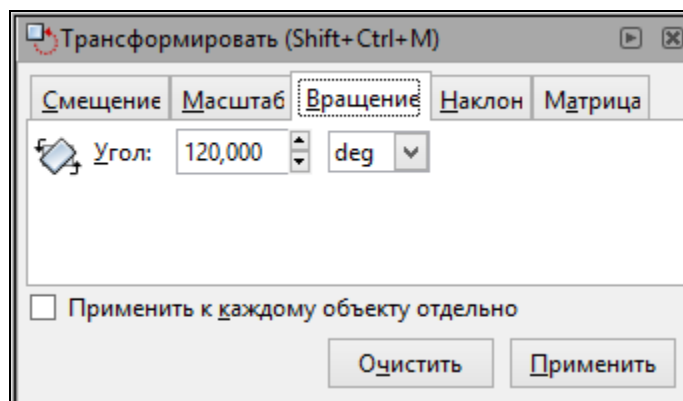 Трансформировать (Shift+Ctrl+M)
Смещение Масштаб Вращение Наклон Матрица
Угол: 120,000 deg
Применить к каждому объекту отдельно
Очистить Применить